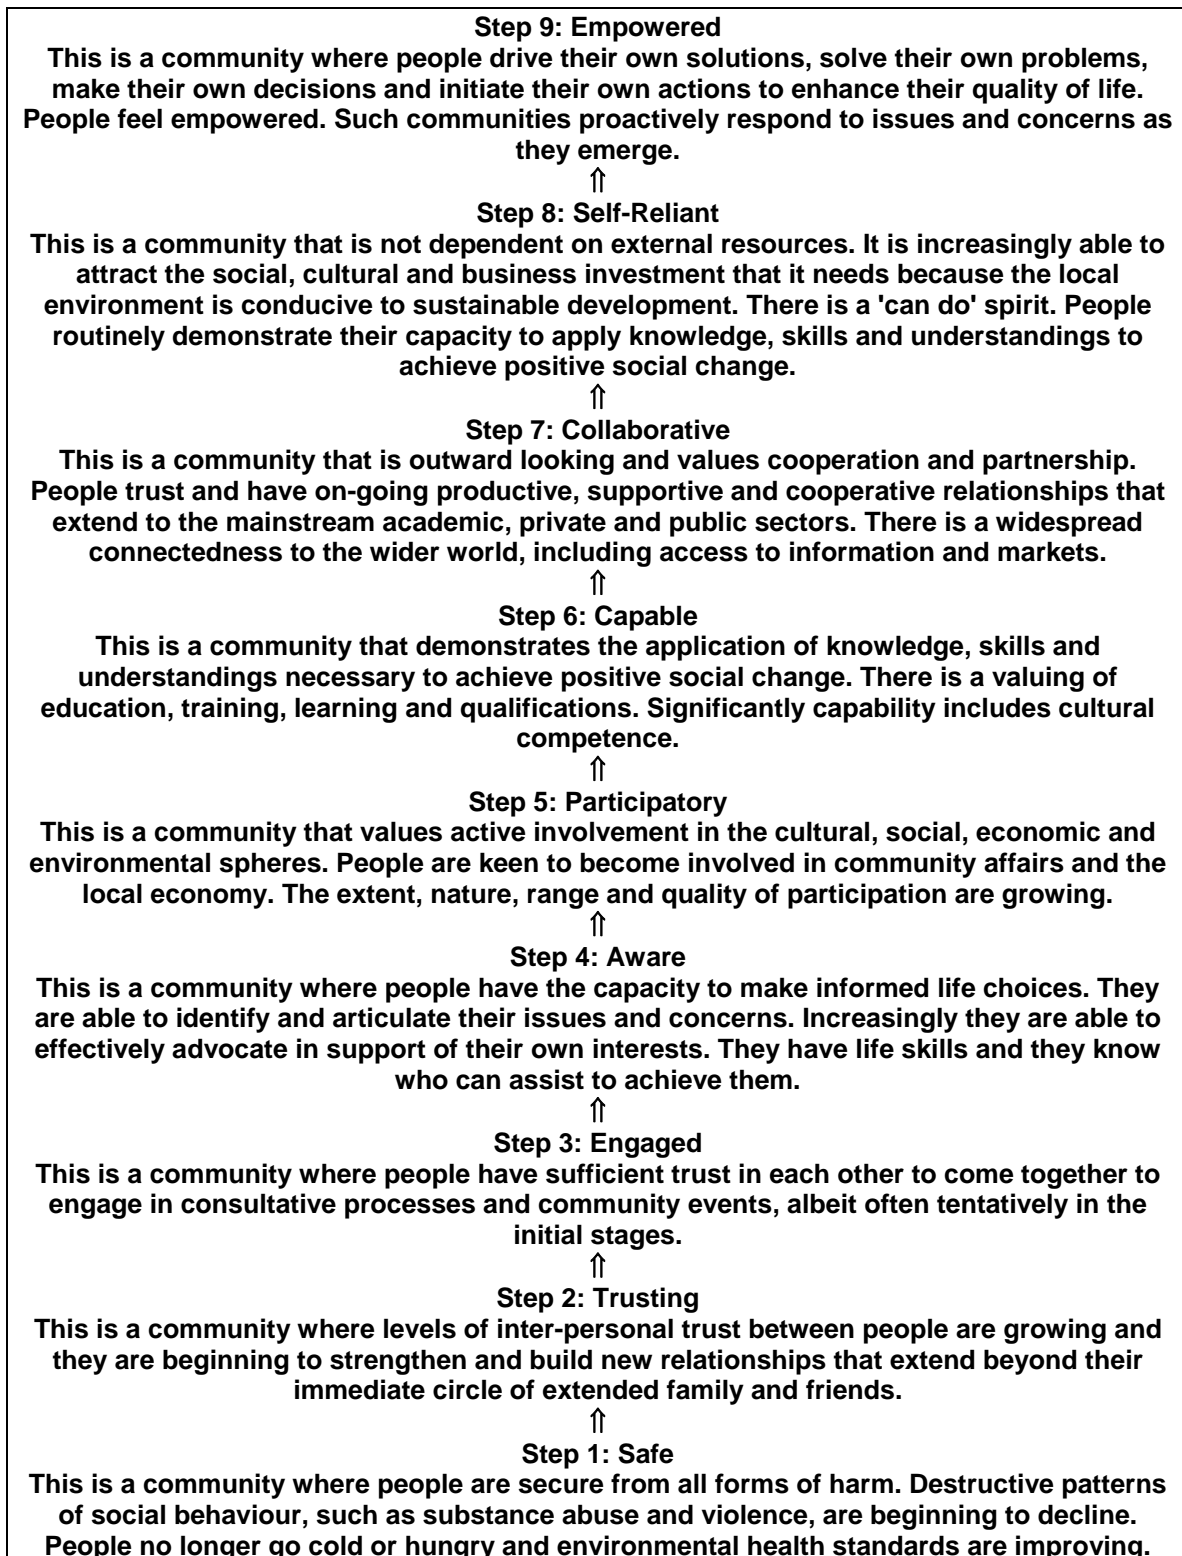 Step 9: Empowered
This is a community where people drive their own solutions, solve their own problems,
make their own decisions and initiate their own actions to enhance their quality of life.
People feel empowered. Such communities proactively respond to issues and concerns as
they emerge.
⇑
Step 8: Self-Reliant
This is a community that is not dependent on external resources. It is increasingly able to
attract the social, cultural and business investment that it needs because the local
environment is conducive to sustainable development. There is a 'can do' spirit. People
routinely demonstrate their capacity to apply knowledge, skills and understandings to
achieve positive social change.
⇑
Step 7: Collaborative
This is a community that is outward looking and values cooperation and partnership.
People trust and have on-going productive, supportive and cooperative relationships that
extend to the mainstream academic, private and public sectors. There is a widespread
connectedness to the wider world, including access to information and markets.
⇑
Step 6: Capable
This is a community that demonstrates the application of knowledge, skills and
understandings necessary to achieve positive social change. There is a valuing of
education, training, learning and qualifications. Significantly capability includes cultural
competence.
⇑
Step 5: Participatory
This is a community that values active involvement in the cultural, social, economic and
environmental spheres. People are keen to become involved in community affairs and the
local economy. The extent, nature, range and quality of participation are growing.
⇑
Step 4: Aware
This is a community where people have the capacity to make informed life choices. They
are able to identify and articulate their issues and concerns. Increasingly they are able to
effectively advocate in support of their own interests. They have life skills and they know
who can assist to achieve them.
⇑
Step 3: Engaged
This is a community where people have sufficient trust in each other to come together to
engage in consultative processes and community events, albeit often tentatively in the
initial stages.
⇑
Step 2: Trusting
This is a community where levels of inter-personal trust between people are growing and
they are beginning to strengthen and build new relationships that extend beyond their
immediate circle of extended family and friends.
⇑
Step 1: Safe
This is a community where people are secure from all forms of harm. Destructive patterns
of social behaviour, such as substance abuse and violence, are beginning to decline.
People no longer go cold or hungry and environmental health standards are improving.